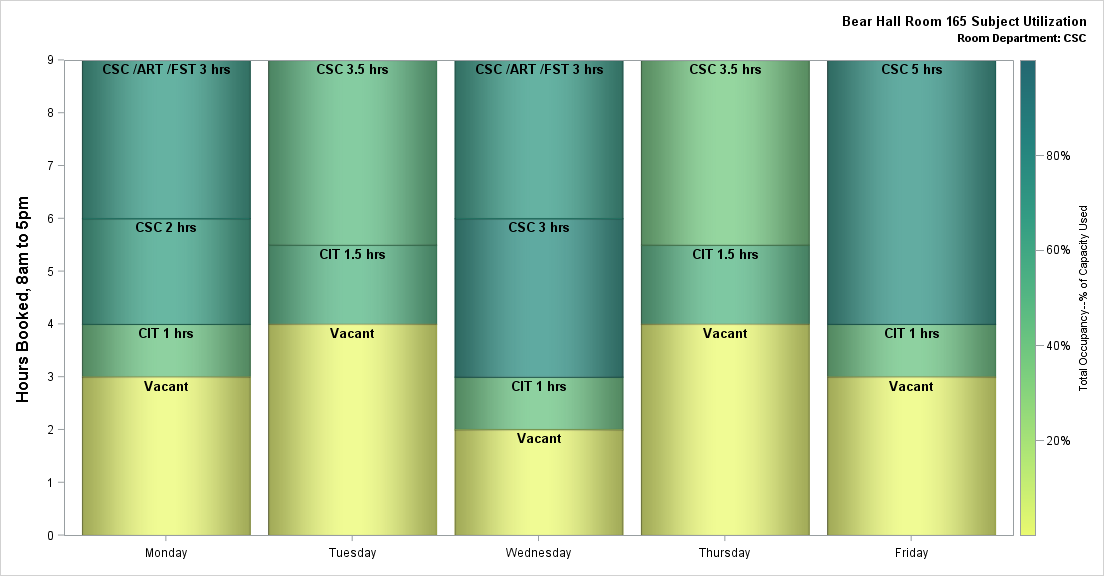 Bear Hall Room 165 Subject Utilization
Room Department: CSC
Hours Booked, 8am to 5pm
9
8
7
6
5
4
3
2
1
0
CSC /ART /FST 3 hrs
CSC 2 hrs
CIT 1 hrs
Vacant
CSC 3.5 hrs
CIT 1.5 hrs
Vacant
CSC /ART /FST 3 hrs
CSC 3 hrs
CIT 1 hrs
Vacant
CSC 3.5 hrs
CIT 1.5 hrs
Vacant
CSC 5 hrs
CIT 1 hrs
Vacant
Monday
Tuesday
Wednesday
Thursday
Friday
80%
60%
40%
20%
Total Occupancy--% of Capacity Used